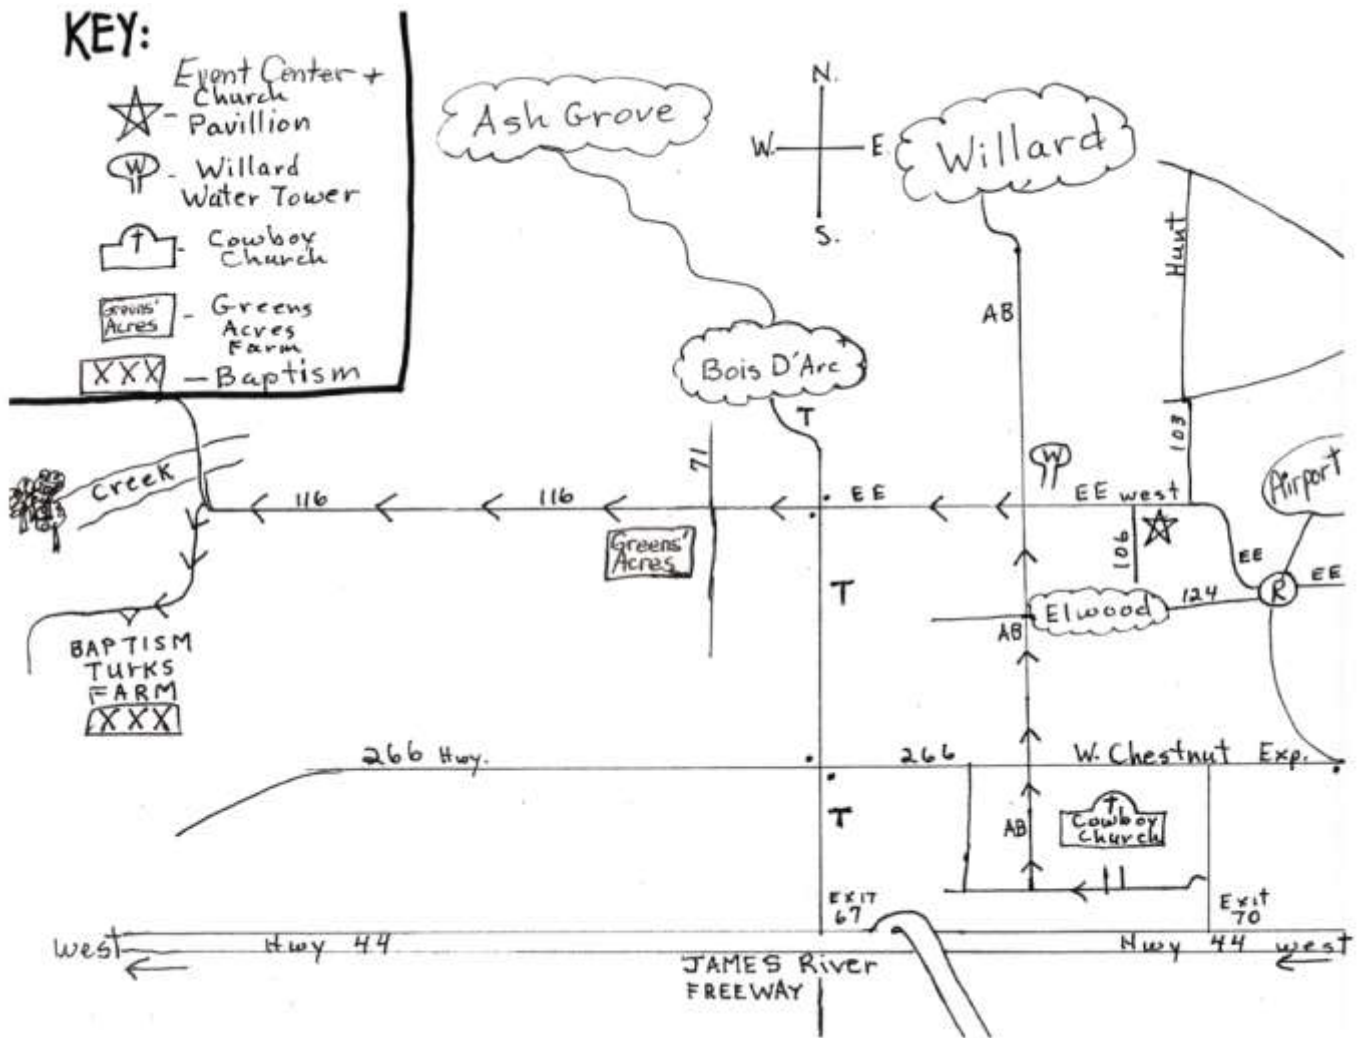 KEY:
Event Center +
Church
Pavillion
W - Willard
Water Tower
- Cowboy
Church
Greens'
Acres
- Greens
Acres
Farm
XXX - Baptism
Ash Grove
N.
W. E.
S.
Willard
Hunt
AB
Bois D'Arc
T
103
71
W
Airport
Creek
116
116
EE
EE west
Greens'
Acres
106
EE
EE
R
T
124
Elwood
AB
BAPTISM
TURKS
FARM
XXX
266 Hwy.
266
W. Chestnut Exp.
T
AB
Cowboy
Church
EXIT
67
Exit
70
West
Hwy 44
Hwy 44 west
JAMES River
FREEWAY